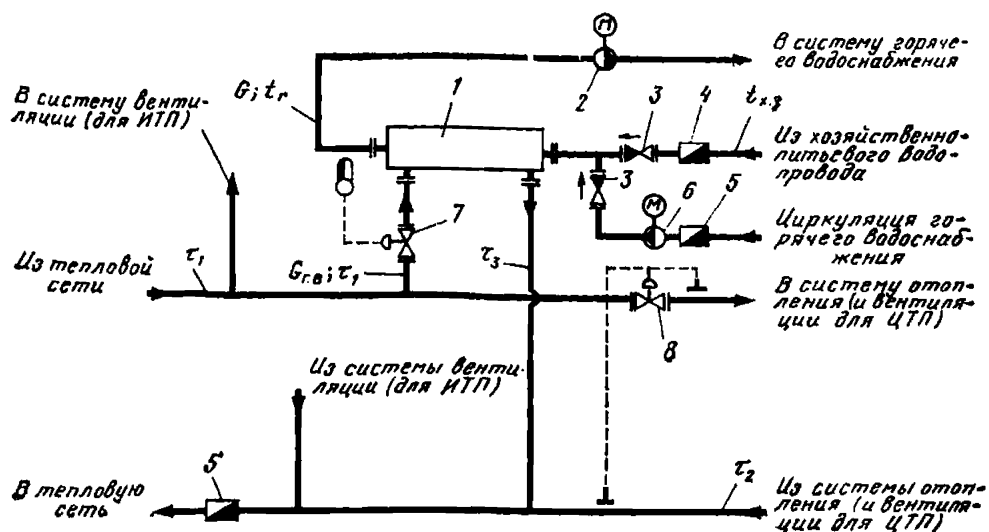 М
В систему горяче-
го водоснабжения
2
G; tг
1
3
4
tх.з
В систему венти-
ляции (для ИТП)
Из хозяйственно-
питьевого водо-
провода
3
М
6
5
7
Циркуляция го-
рячего водоснаб-
жения
τ3
Из тепловой
сети
τ1
Gг.в; τ1
В систему отоп-
ления (и вентиля-
ции для ЦТП)
8
Из системы венти-
ляции (для ИТП)
5
В тепловую
сеть
τ2
Из системы отоп-
ления (и вентиля-
ции для ЦТП)